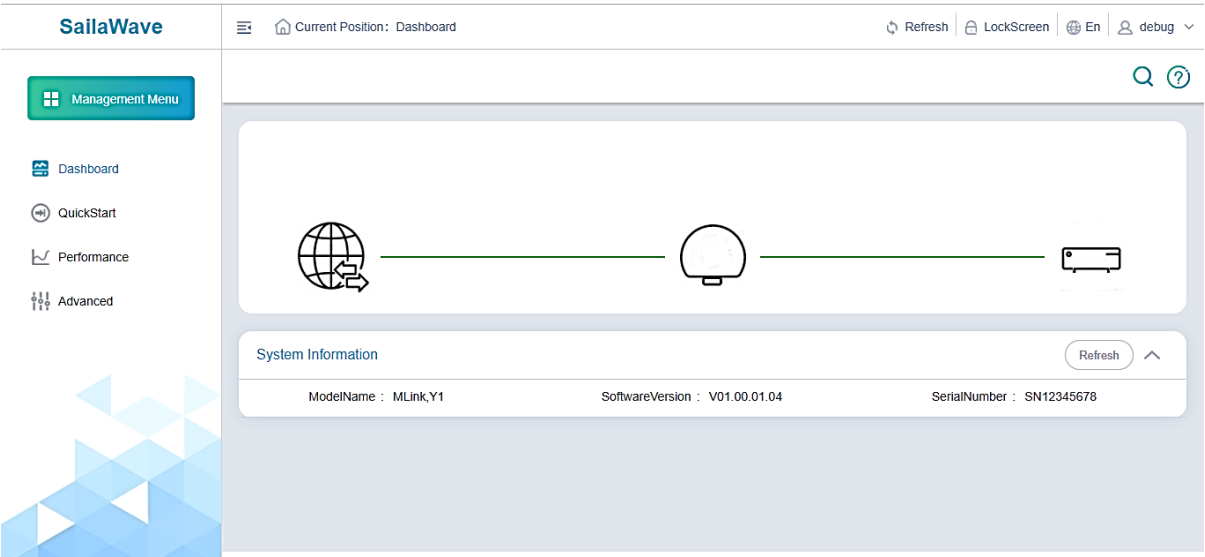 SailaWave
Current Position: Dashboard
Refresh
LockScreen
En
debug
Management Menu
Dashboard
QuickStart
Performance
Advanced
System Information
Refresh
ModelName : MLink,Y1
SoftwareVersion : V01.00.01.04
SerialNumber : SN12345678